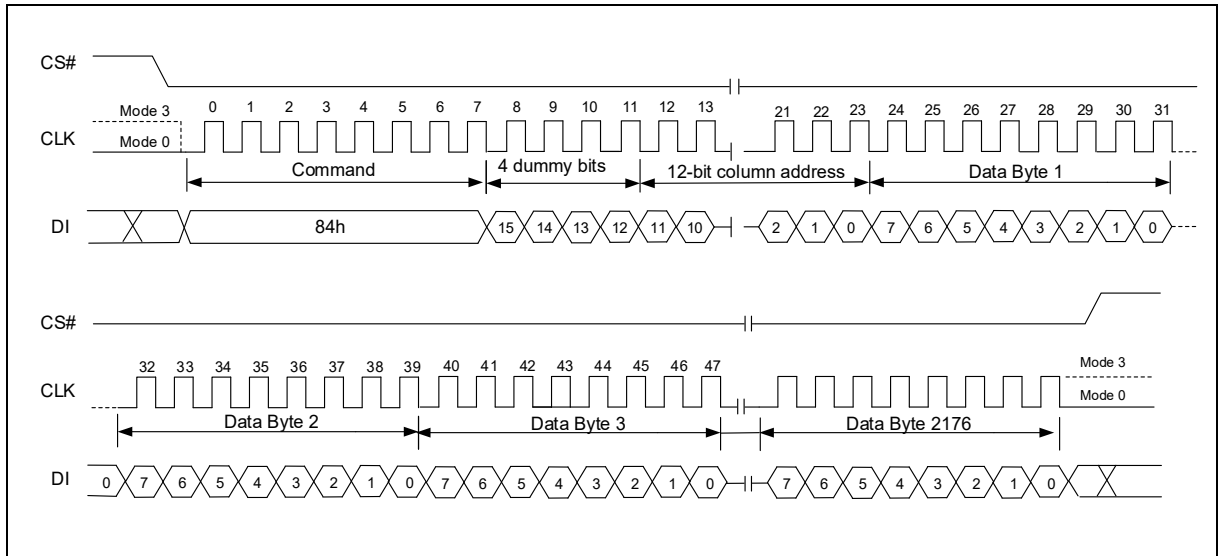 CS#
0 1 2 3 4 5 6 7 8 9 10 11 12 13 21 22 23 24 25 26 27 28 29 30 31
Mode 3
CLK
Mode 0
Command 4 dummy bits 12-bit column address Data Byte 1
DI 84h 15 14 13 12 11 10 2 1 0 7 6 5 4 3 2 1 0
CS#
32 33 34 35 36 37 38 39 40 41 42 43 44 45 46 47
Mode 3
CLK
Mode 0
Data Byte 2 Data Byte 3 Data Byte 2176
DI 0 7 6 5 4 3 2 1 0 7 6 5 4 3 2 1 0 7 6 5 4 3 2 1 0